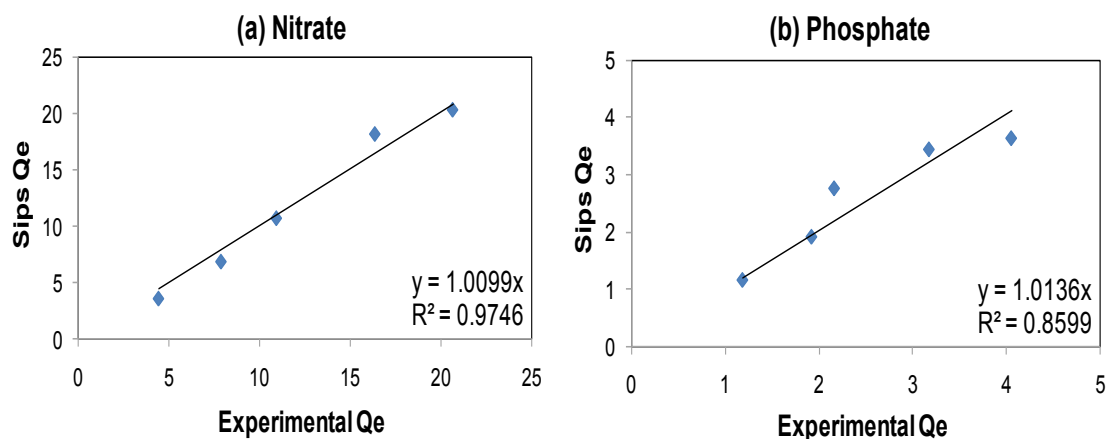 (a) Nitrate
25
20
15
10
5
0
0 5 10 15 20 25
Sips Qe
Experimental Qe
y = 1.0099x
R² = 0.9746
(b) Phosphate
5
4
3
2
1
0
0 1 2 3 4 5
Sips Qe
Experimental Qe
y = 1.0136x
R² = 0.8599